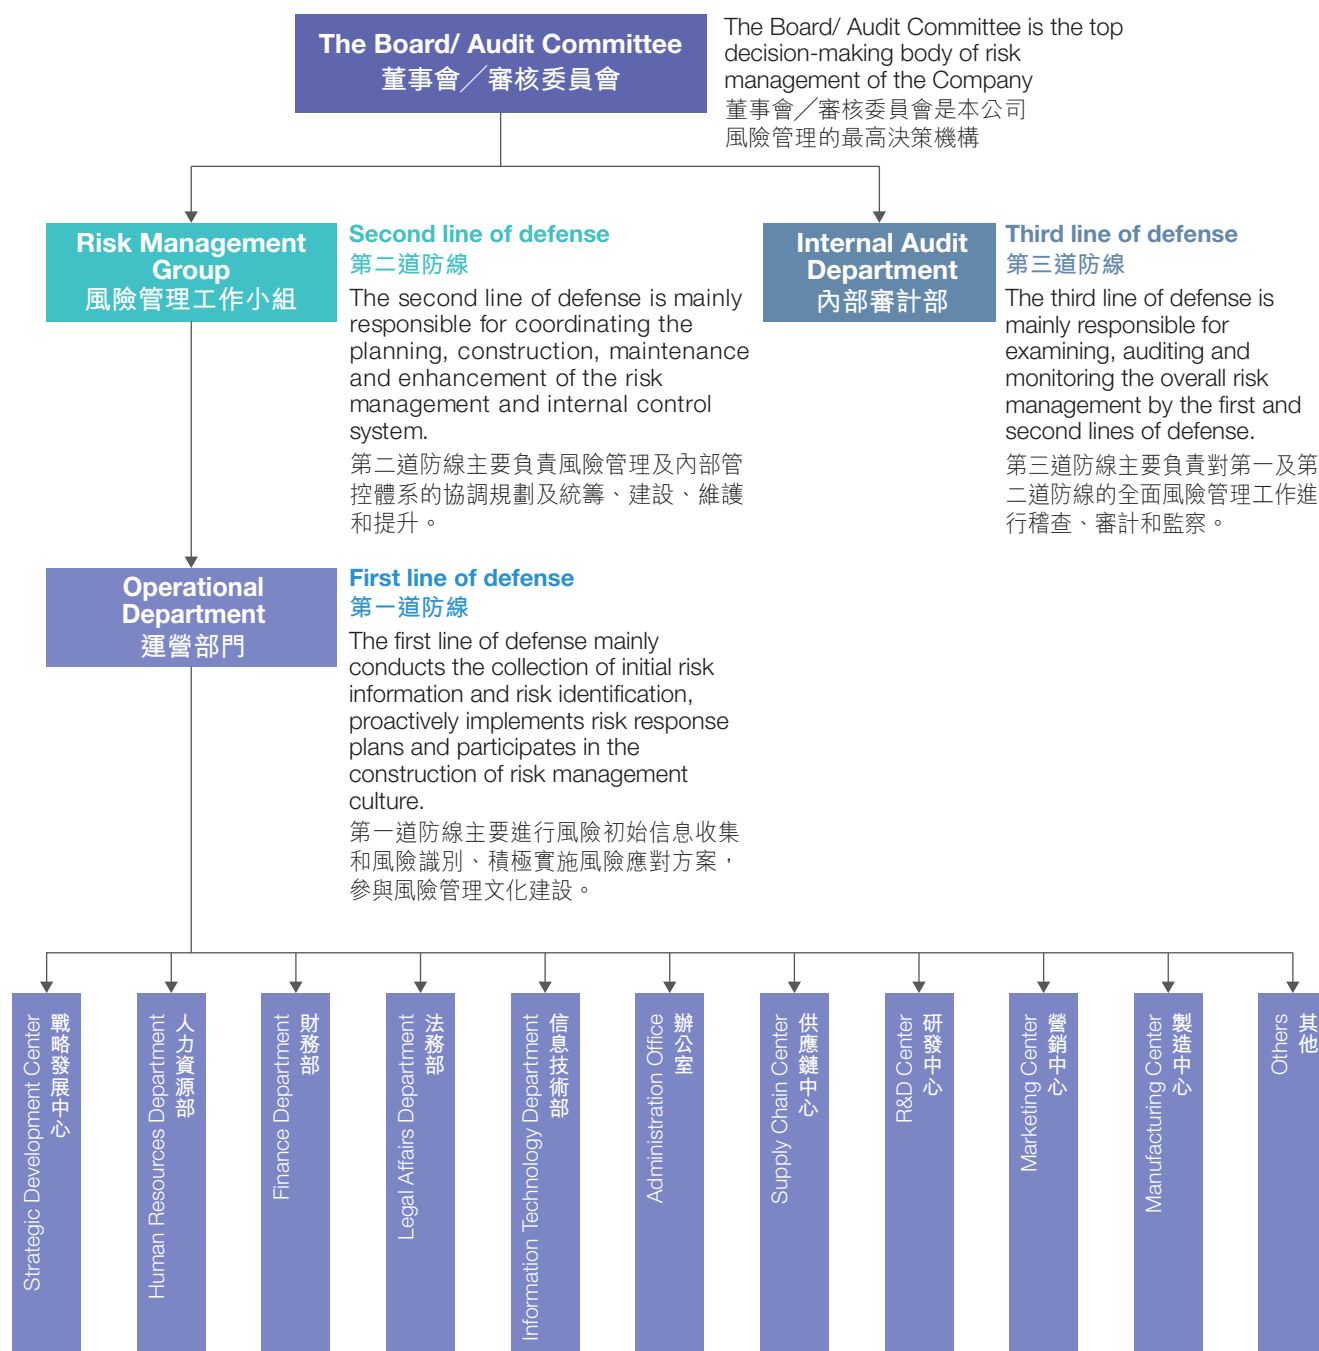 The Board/ Audit Committee
董事會／審核委員會
The Board/ Audit Committee is the top
decision-making body of risk
management of the Company
董事會／審核委員會是本公司
風險管理的最高決策機構
Risk Management
Group
風險管理工作小組
Second line of defense
第二道防線
The second line of defense is mainly
responsible for coordinating the
planning, construction, maintenance
and enhancement of the risk
management and internal control
system.
第二道防線主要負責風險管理及內部管
控體系的協調規劃及統籌、建設、維護
和提升。
Internal Audit
Department
內部審計部
Third line of defense
第三道防線
The third line of defense is
mainly responsible for
examining, auditing and
monitoring the overall risk
management by the first and
second lines of defense.
第三道防線主要負責對第一及第
二道防線的全面風險管理工作進
行稽查、審計和監察。
Operational
Department
運營部門
First line of defense
第一道防線
The first line of defense mainly
conducts the collection of initial risk
information and risk identification,
proactively implements risk response
plans and participates in the
construction of risk management
culture.
第一道防線主要進行風險初始信息收集
和風險識別、積極實施風險應對方案，
參與風險管理文化建設。
戰略發展中心
Strategic Development Center
人力資源部
Human Resources Department
財務部
Finance Department
法務部
Legal Affairs Department
信息技術部
Information Technology Department
辦公室
Administration Office
供應鏈中心
Supply Chain Center
研發中心
R&D Center
營銷中心
Marketing Center
製造中心
Manufacturing Center
其他
Others